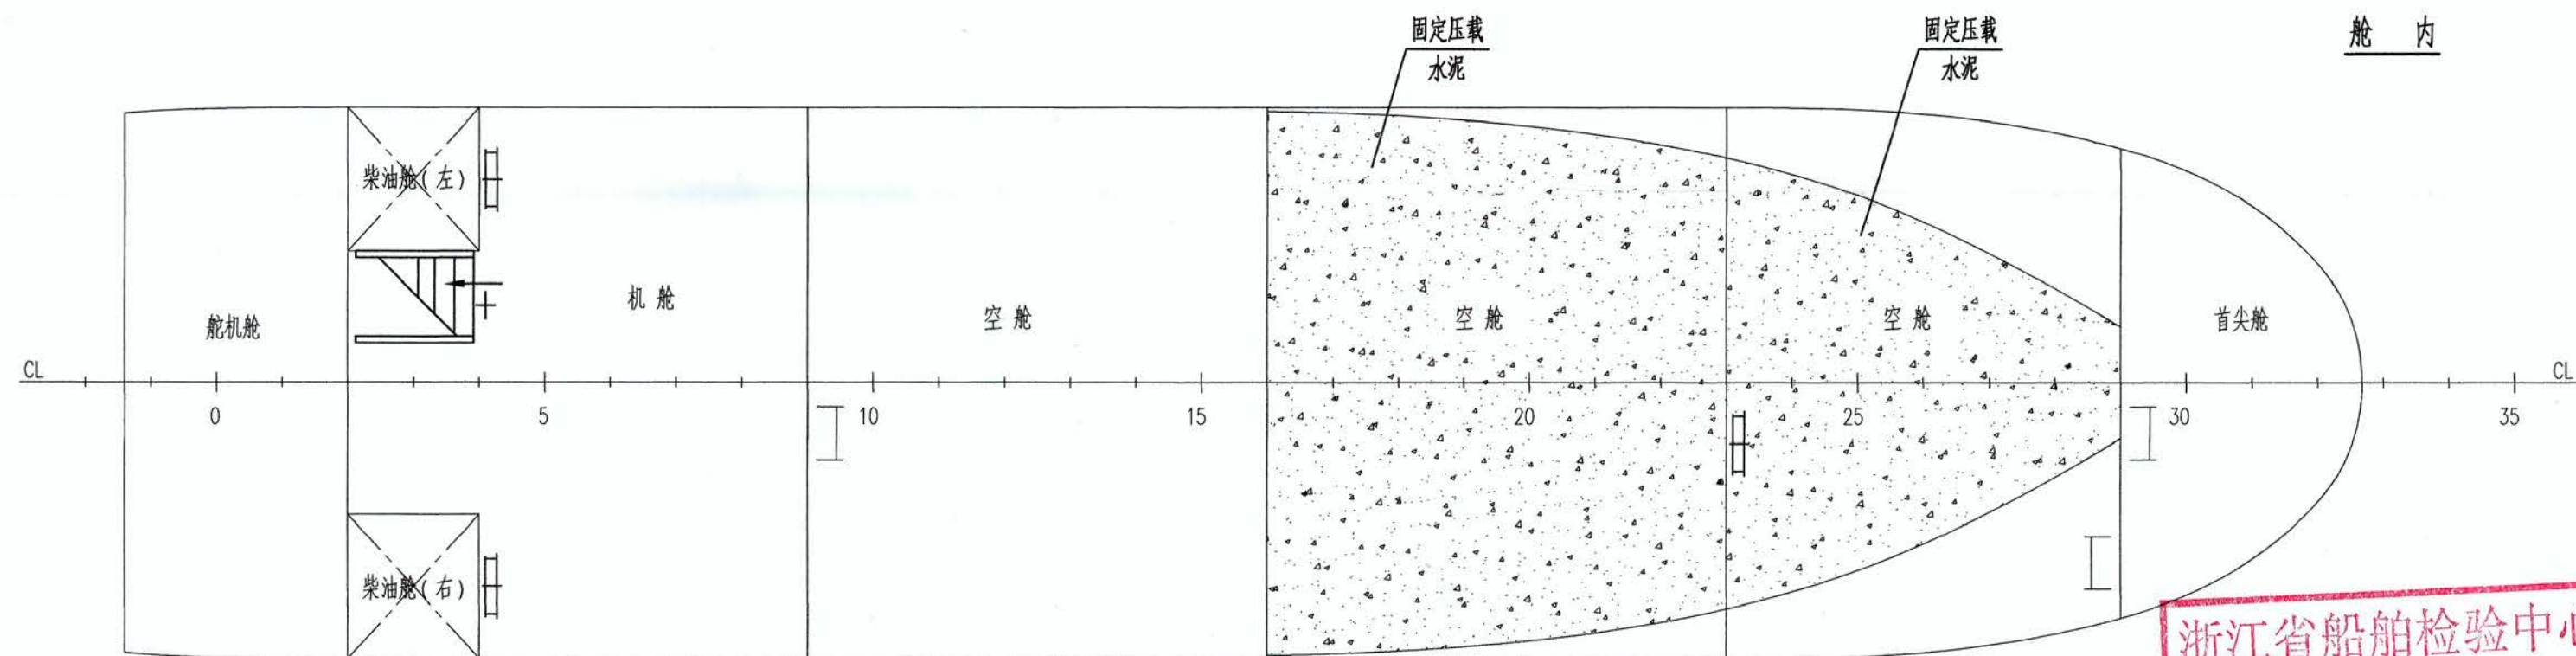 固定压载
水泥
固定压载
水泥
舱 内
柴油舱(左)
舵机舱
机 舱
空 舱
空 舱
空 舱
首尖舱
CL
CL
0 5 10 15 20 25 30 35
柴油舱(右)
浙江省船舶检验中心